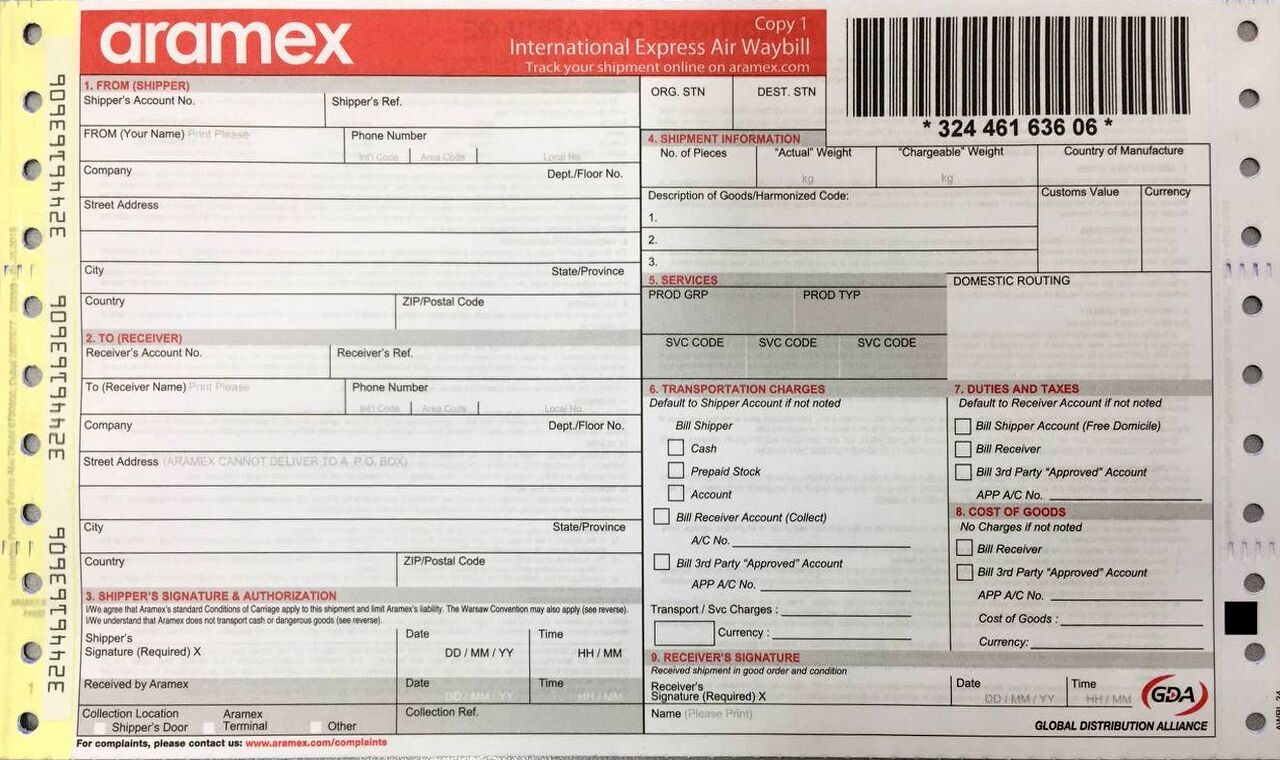 aramex
Copy 1
International Express Air Waybill
Track your shipment online on aramex.com
* 324 461 636 06 *
1. FROM (SHIPPER)
Shipper's Account No. Shipper's Ref.
FROM (Your Name) Print Please Phone Number
Int'l Code Area Code Local No.
Company Dept./Floor No.
Street Address
City State/Province
Country ZIP/Postal Code
2. TO (RECEIVER)
Receiver's Account No. Receiver's Ref.
To (Receiver Name) Print Please Phone Number
Int'l Code Area Code Local No.
Company Dept./Floor No.
Street Address (ARAMEX CANNOT DELIVER TO A P.O. BOX)
City State/Province
Country ZIP/Postal Code
3. SHIPPER'S SIGNATURE & AUTHORIZATION
I/We agree that Aramex's standard Conditions of Carriage apply to this shipment and limit Aramex's liability. The Warsaw Convention may also apply (see reverse).
I/We understand that Aramex does not transport cash or dangerous goods (see reverse).
Shipper's Date Time
Signature (Required) X DD / MM / YY HH / MM
Received by Aramex Date Time
DD / MM / YY HH / MM
Collection Location Aramex Collection Ref.
Shipper's Door Terminal Other
For complaints, please contact us: www.aramex.com/complaints
ORG. STN DEST. STN
4. SHIPMENT INFORMATION
No. of Pieces "Actual" Weight "Chargeable" Weight Country of Manufacture
kg kg
Description of Goods/Harmonized Code: Customs Value Currency
1.
2.
3.
5. SERVICES DOMESTIC ROUTING
PROD GRP PROD TYP
SVC CODE SVC CODE SVC CODE
6. TRANSPORTATION CHARGES
Default to Shipper Account if not noted
Bill Shipper
Cash
Prepaid Stock
Account
Bill Receiver Account (Collect)
A/C No.
Bill 3rd Party "Approved" Account
APP A/C No.
Transport / Svc Charges :
Currency :
7. DUTIES AND TAXES
Default to Receiver Account if not noted
Bill Shipper Account (Free Domicile)
Bill Receiver
Bill 3rd Party "Approved" Account
APP A/C No.
8. COST OF GOODS
No Charges if not noted
Bill Receiver
Bill 3rd Party "Approved" Account
APP A/C No.
Cost of Goods :
Currency:
9. RECEIVER'S SIGNATURE
Received shipment in good order and condition
Receiver's Date Time
Signature (Required) X DD / MM / YY HH / MM
Name (Please Print)
GDA
GLOBAL DISTRIBUTION ALLIANCE